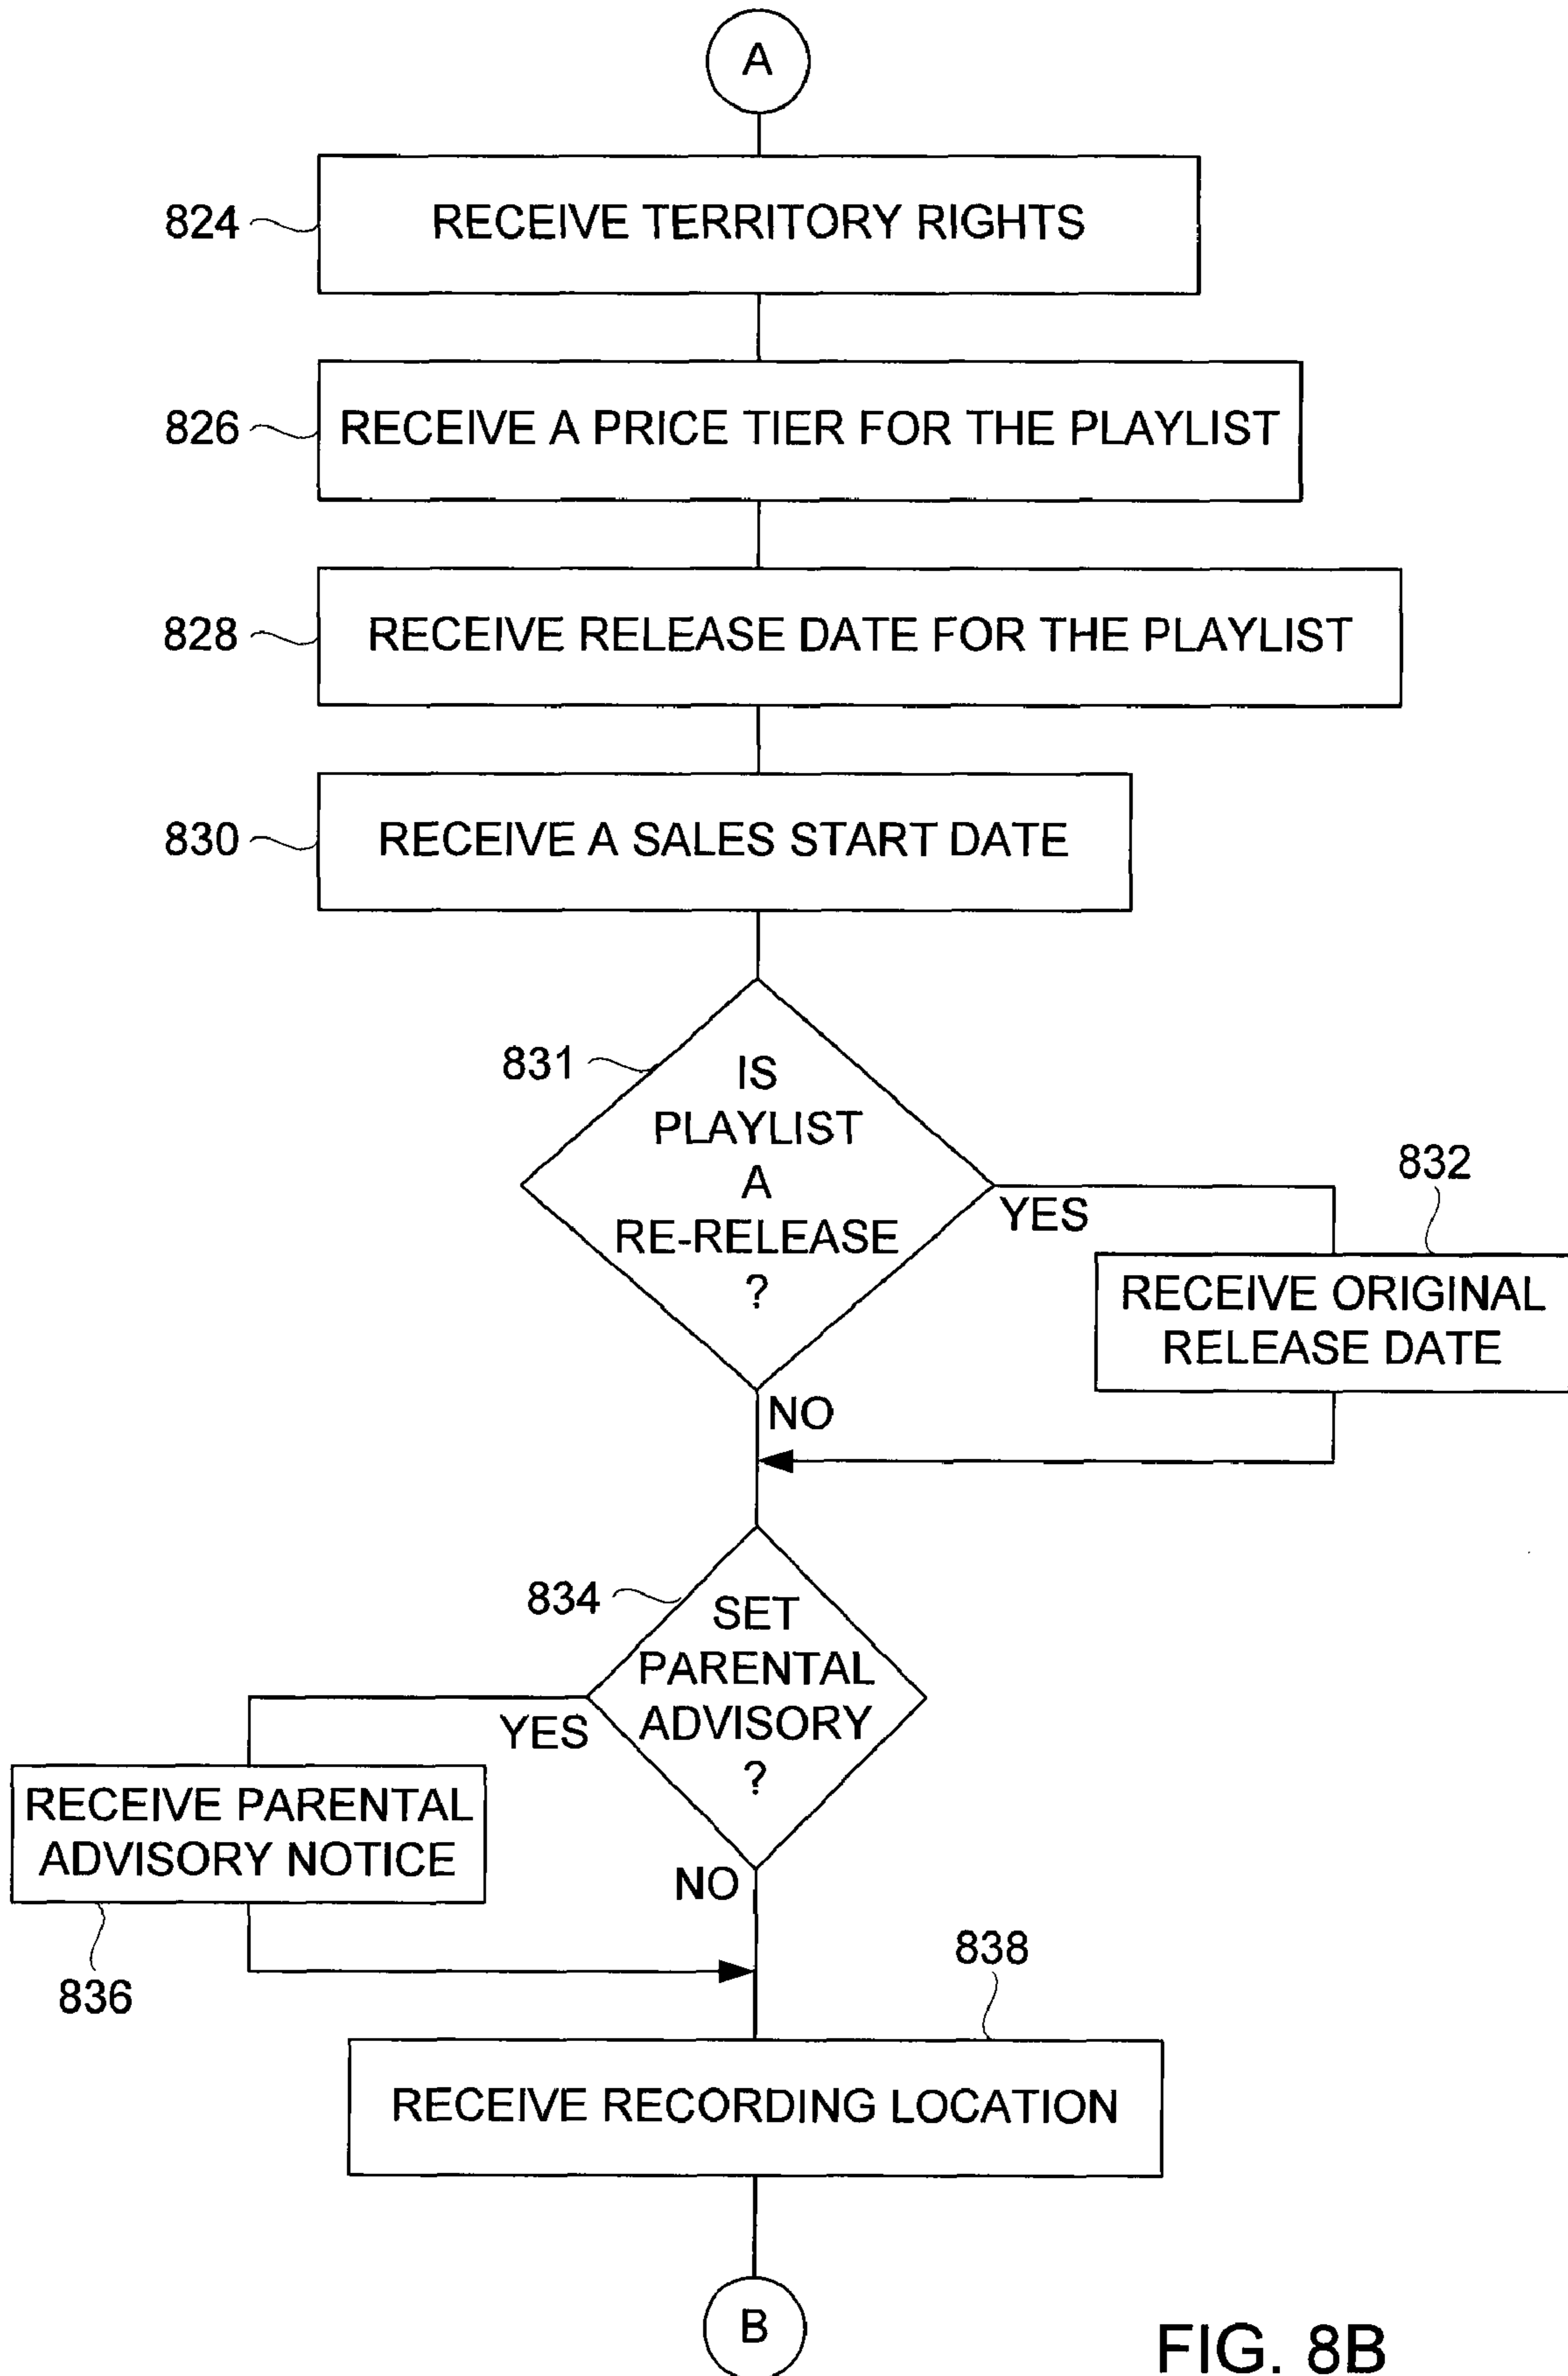 A
824
RECEIVE TERRITORY RIGHTS
826
RECEIVE A PRICE TIER FOR THE PLAYLIST
828
RECEIVE RELEASE DATE FOR THE PLAYLIST
830
RECEIVE A SALES START DATE
831
IS
PLAYLIST
A
RE-RELEASE
?
YES
832
RECEIVE ORIGINAL
RELEASE DATE
NO
834
SET
PARENTAL
ADVISORY
?
YES
RECEIVE PARENTAL
ADVISORY NOTICE
836
NO
838
RECEIVE RECORDING LOCATION
B
FIG. 8B